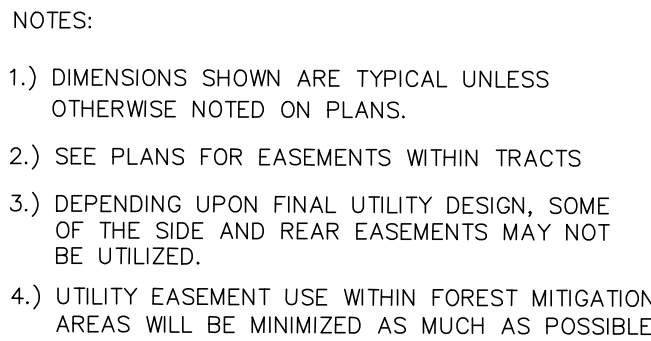 NOTES:
1.) DIMENSIONS SHOWN ARE TYPICAL UNLESS
OTHERWISE NOTED ON PLANS.
2.) SEE PLANS FOR EASEMENTS WITHIN TRACTS
3.) DEPENDING UPON FINAL UTILITY DESIGN, SOME
OF THE SIDE AND REAR EASEMENTS MAY NOT
BE UTILIZED.
4.) UTILITY EASEMENT USE WITHIN FOREST MITIGATION
AREAS WILL BE MINIMIZED AS MUCH AS POSSIBLE